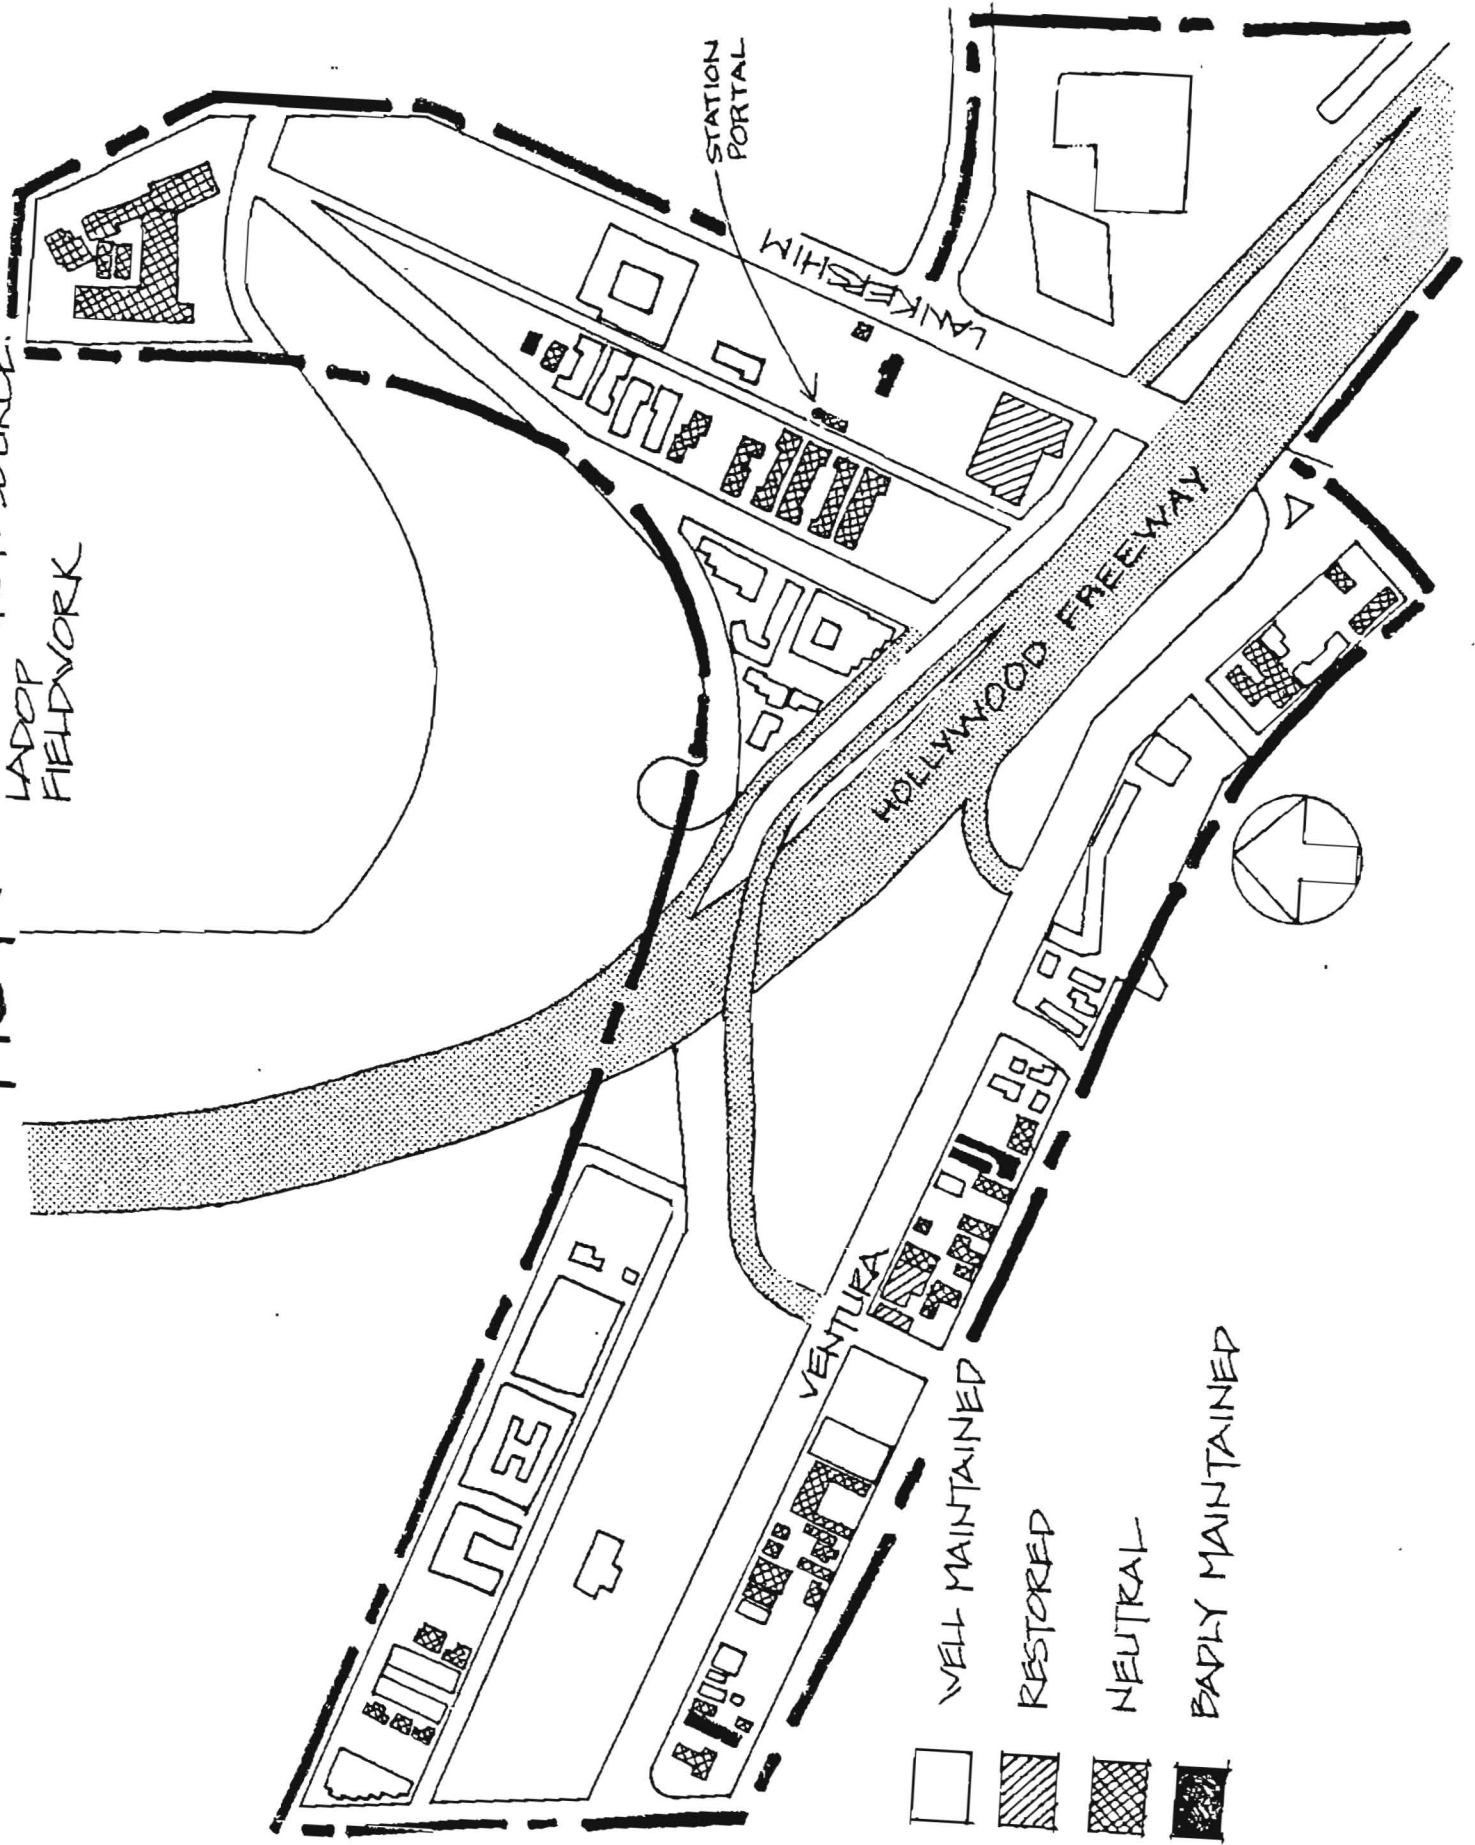 LADOP
FIELDWORK
STATION
PORTAL
LANKERSHIM
HOLLYWOOD FREEWAY
VENTURA
WELL MAINTAINED
RESTORED
NEUTRAL
BADLY MAINTAINED